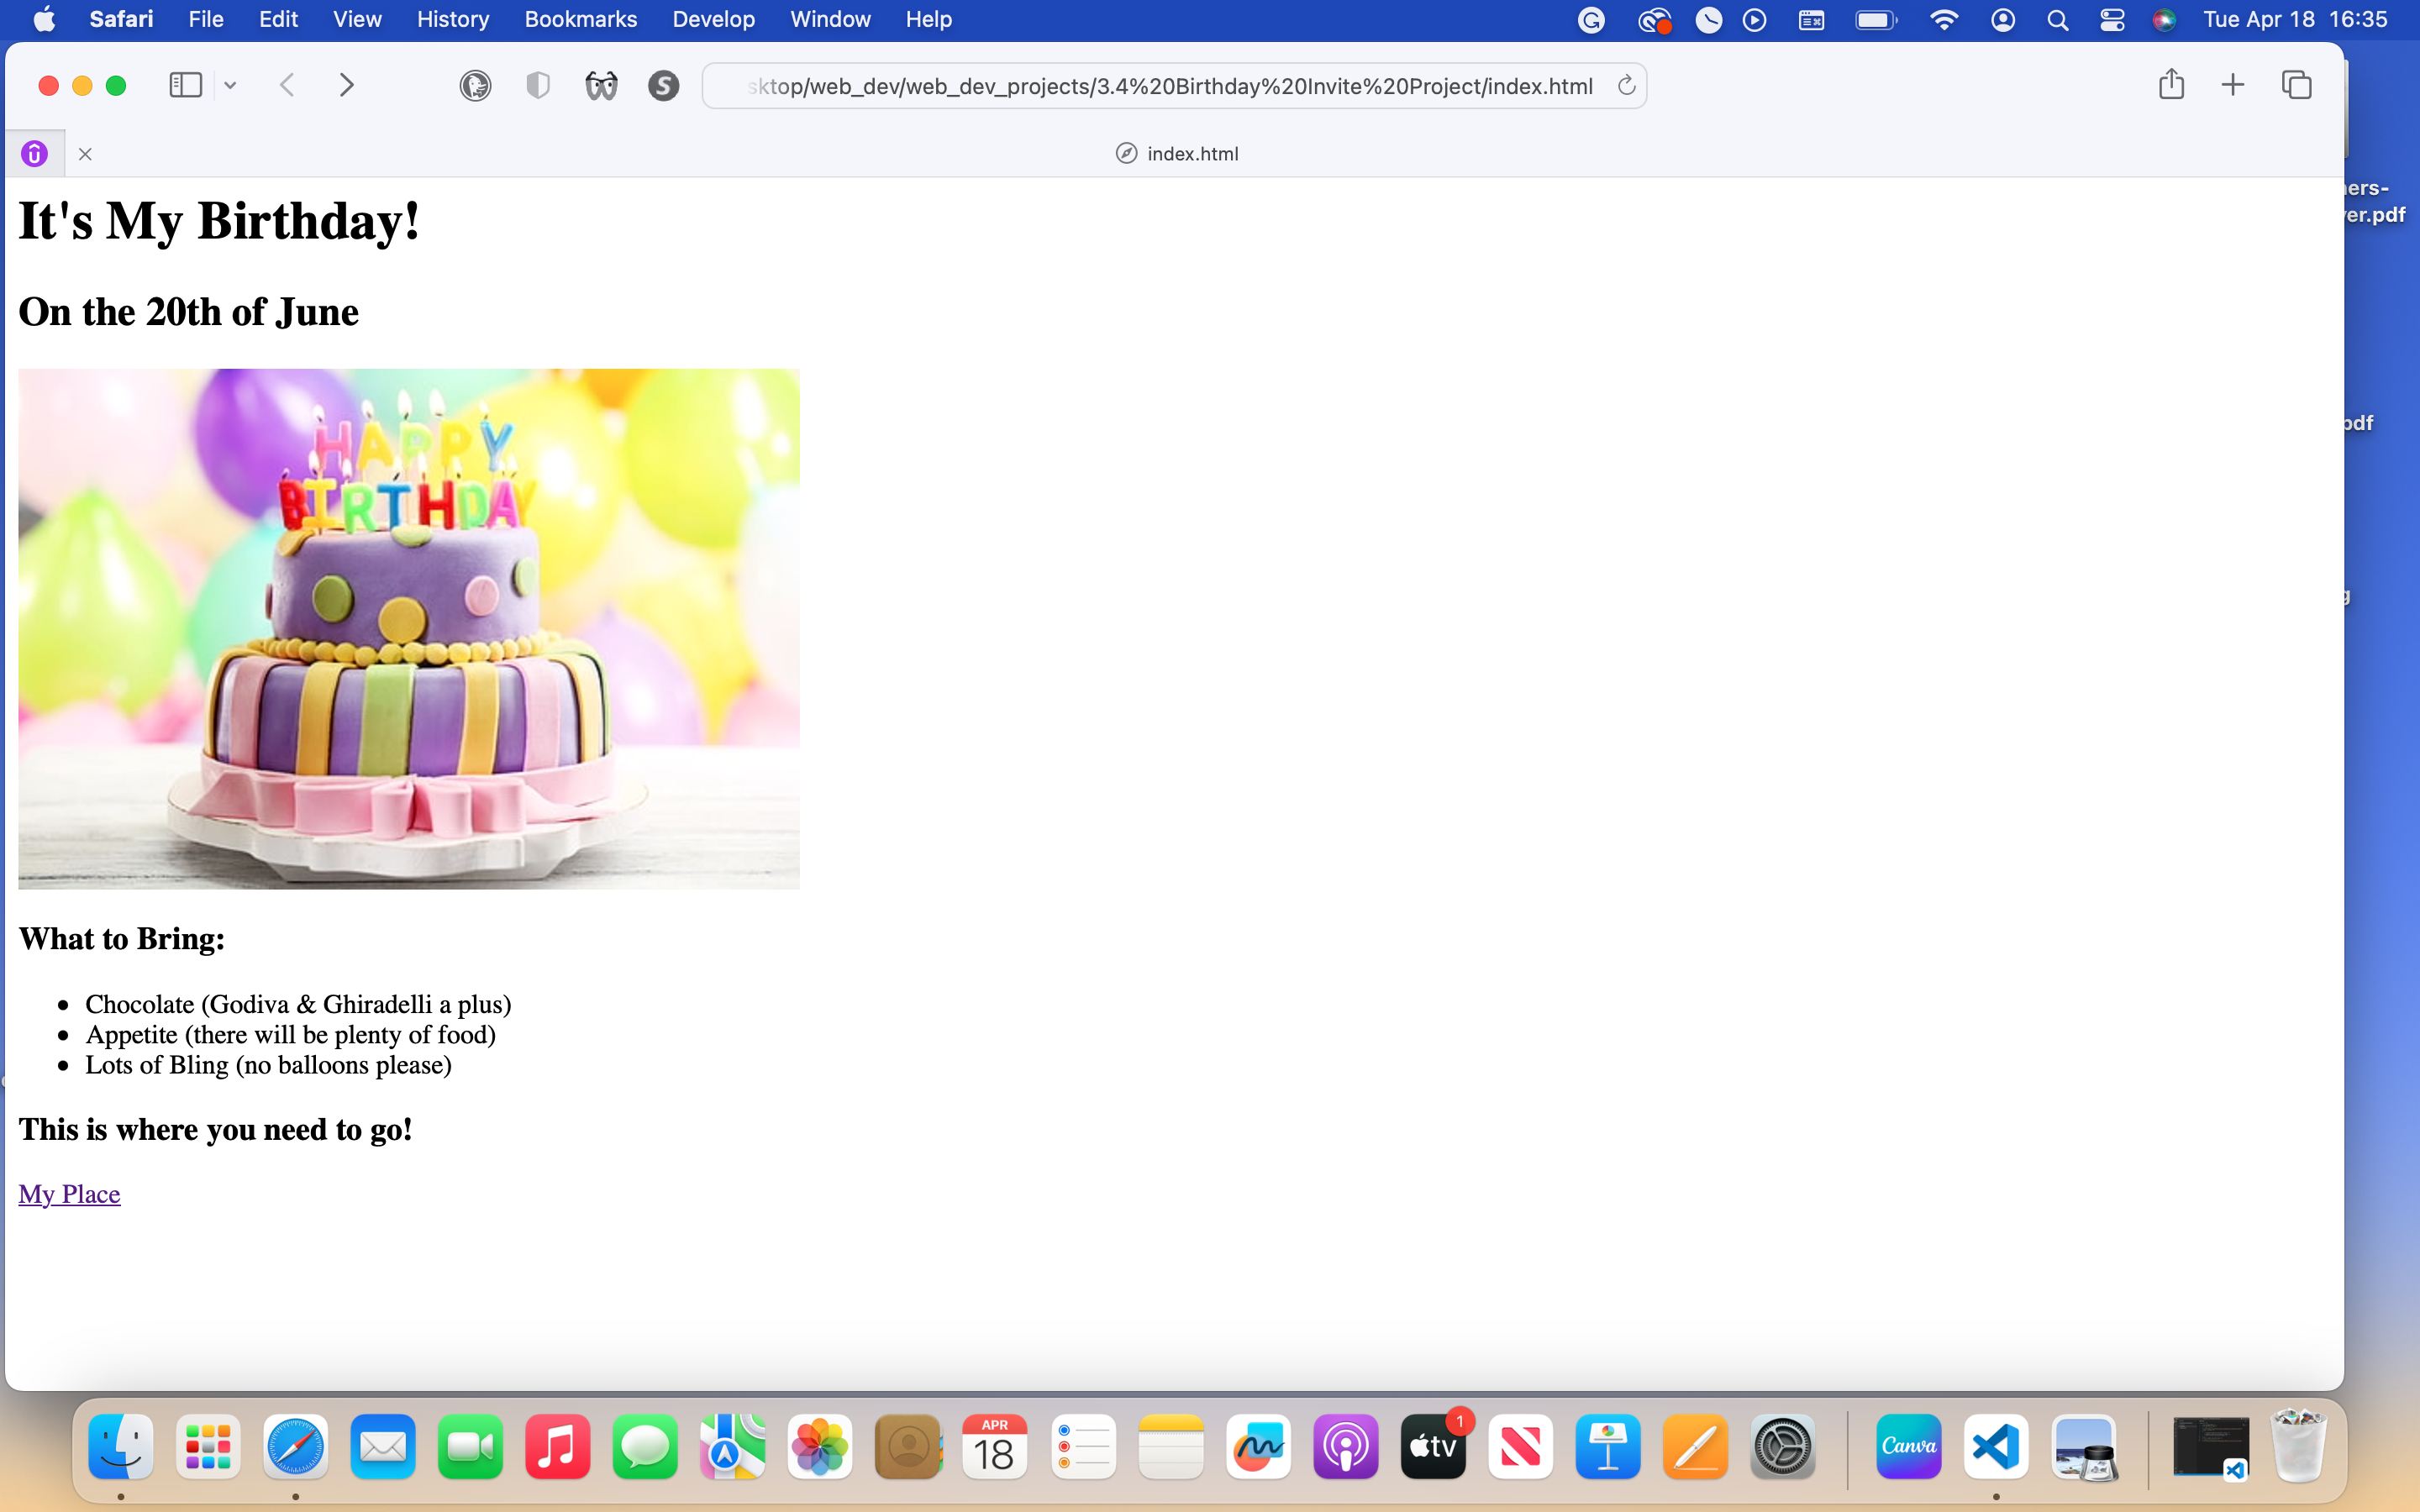 Safari File Edit View History Bookmarks Develop Window Help Tue Apr 18 16:35
sktop/web_dev/web_dev_projects/3.4%20Birthday%20Invite%20Project/index.html
index.html
ers-
er.pdf
pdf
g
It's My Birthday!
On the 20th of June
HAPPY
BIRTHDAY
What to Bring:
• Chocolate (Godiva & Ghiradelli a plus)
• Appetite (there will be plenty of food)
• Lots of Bling (no balloons please)
This is where you need to go!
My Place
APR
18
tv
1
Canva